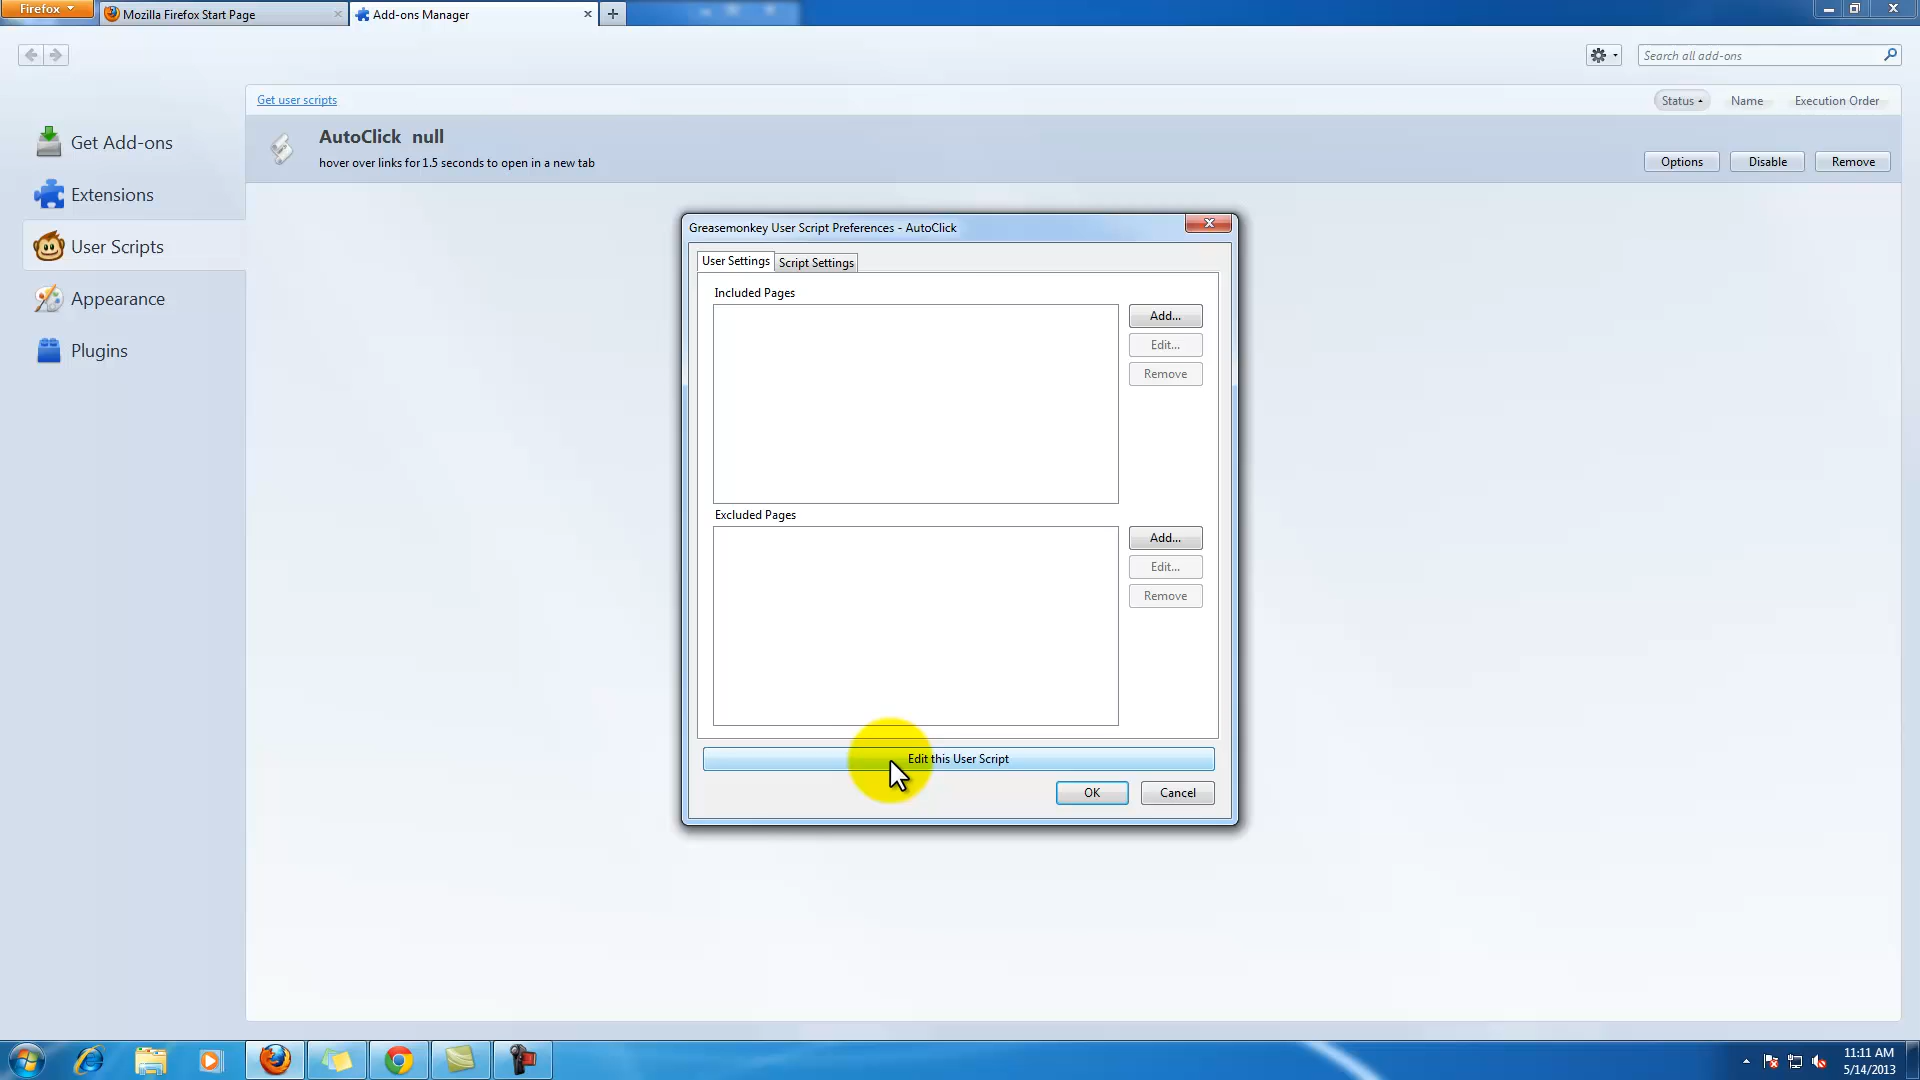 Firefox
Mozilla Firefox Start Page
Add-ons Manager
Search all add-ons
Get user scripts
Status
Name
Execution Order
Get Add-ons
Extensions
User Scripts
Appearance
Plugins
AutoClick null
hover over links for 1.5 seconds to open in a new tab
Options
Disable
Remove
Greasemonkey User Script Preferences - AutoClick
User Settings
Script Settings
Included Pages
Add...
Edit...
Remove
Excluded Pages
Add...
Edit...
Remove
Edit this User Script
OK
Cancel
11:11 AM
5/14/2013